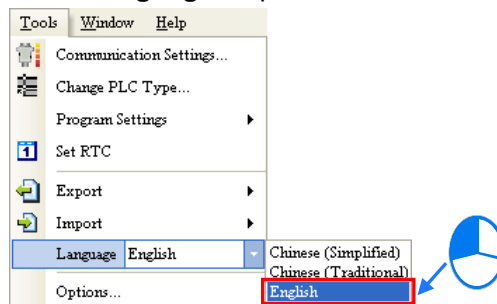 Tools Window Help
Communication Settings...
Change PLC Type...
Program Settings
1 Set RTC
Export
Import
Language English
Chinese (Simplified)
Chinese (Traditional)
English
Options...